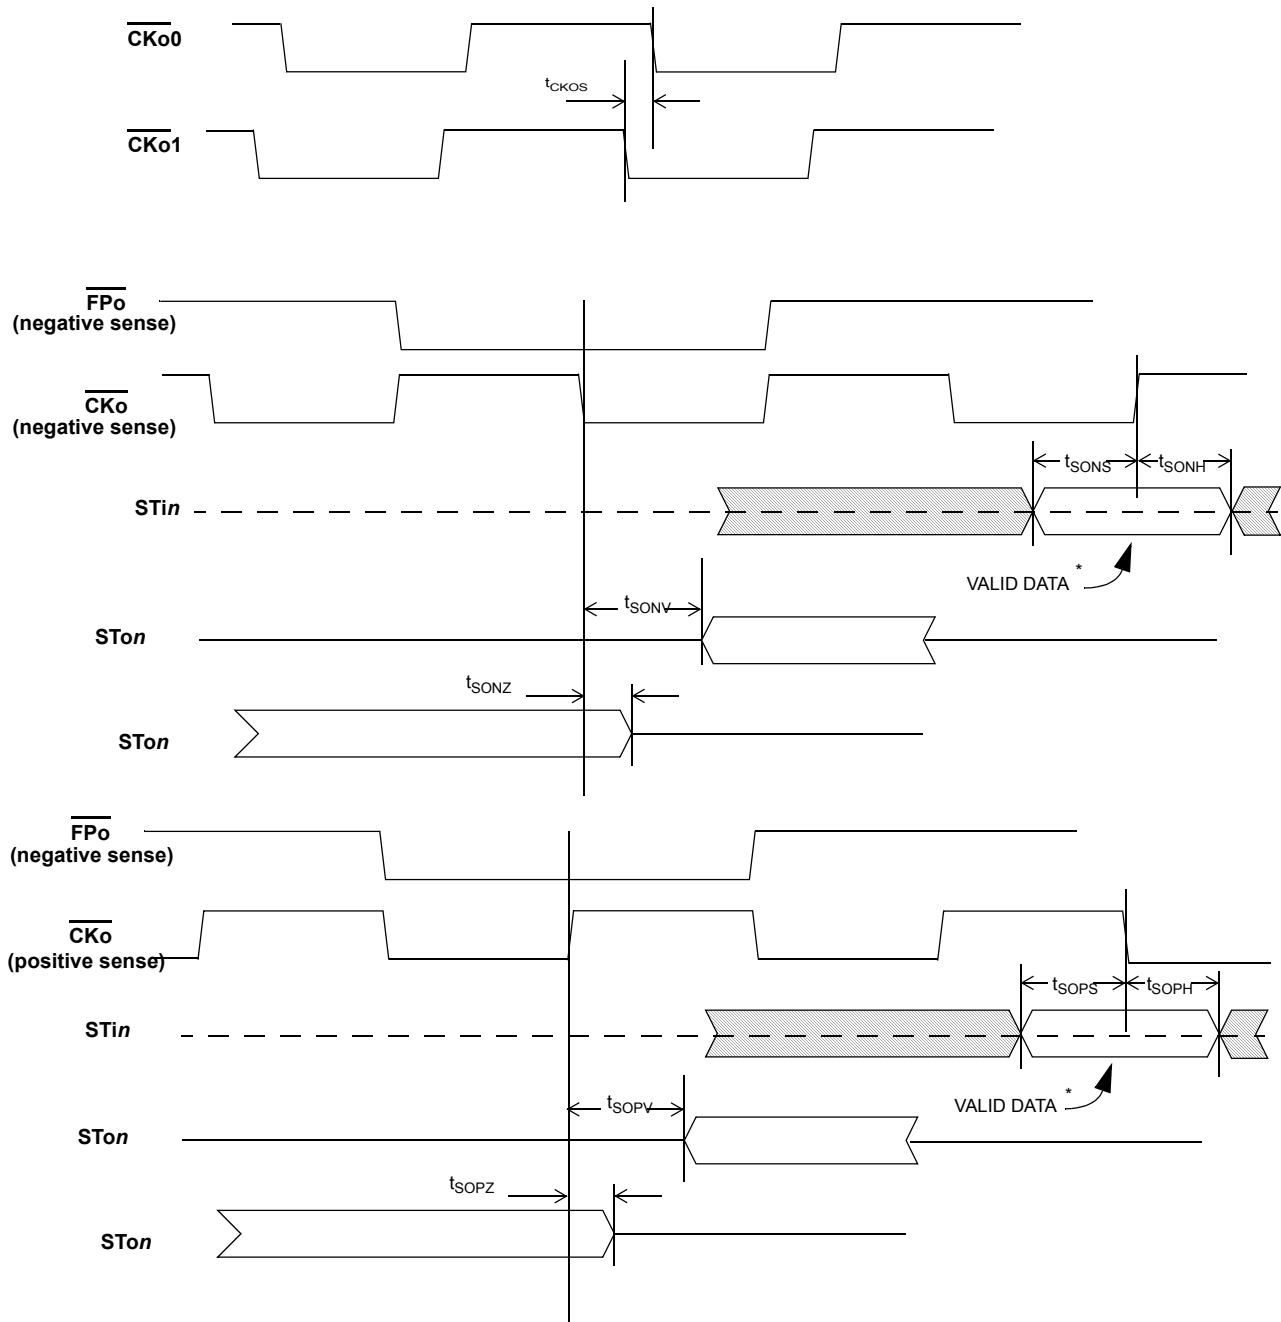 CKo0
tCKOS
CKo1
FPo
(negative sense)
CKo
(negative sense)
tSONS
tSONH
STin
VALID DATA *
tSONV
STon
tSONZ
STon
FPo
(negative sense)
CKo
(positive sense)
tSOPS
tSOPH
STin
VALID DATA *
tSOPV
STon
tSOPZ
STon